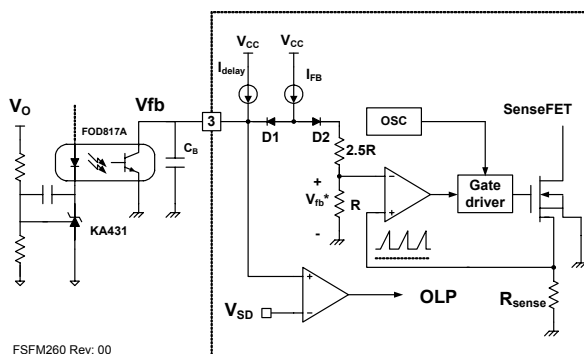 VCC
VCC
Idelay
IFB
VO
Vfb
SenseFET
FOD817A
3
OSC
D1
D2
CB
2.5R
+
-
Gate
driver
Vfb*
R
KA431
-
+
+
OLP
Rsense
VSD
-
FSFM260 Rev: 00